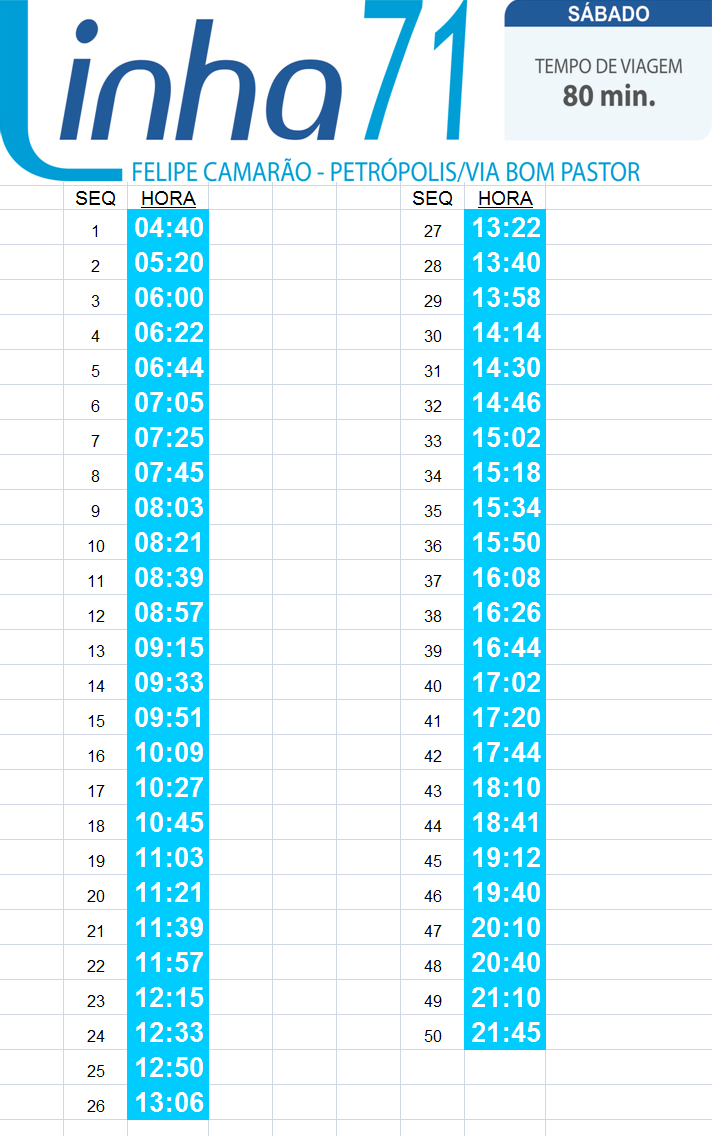 Linha 71
SÁBADO
TEMPO DE VIAGEM
80 min.
FELIPE CAMARÃO - PETRÓPOLIS/VIA BOM PASTOR
SEQ HORA SEQ HORA
1 04:40 27 13:22
2 05:20 28 13:40
3 06:00 29 13:58
4 06:22 30 14:14
5 06:44 31 14:30
6 07:05 32 14:46
7 07:25 33 15:02
8 07:45 34 15:18
9 08:03 35 15:34
10 08:21 36 15:50
11 08:39 37 16:08
12 08:57 38 16:26
13 09:15 39 16:44
14 09:33 40 17:02
15 09:51 41 17:20
16 10:09 42 17:44
17 10:27 43 18:10
18 10:45 44 18:41
19 11:03 45 19:12
20 11:21 46 19:40
21 11:39 47 20:10
22 11:57 48 20:40
23 12:15 49 21:10
24 12:33 50 21:45
25 12:50
26 13:06